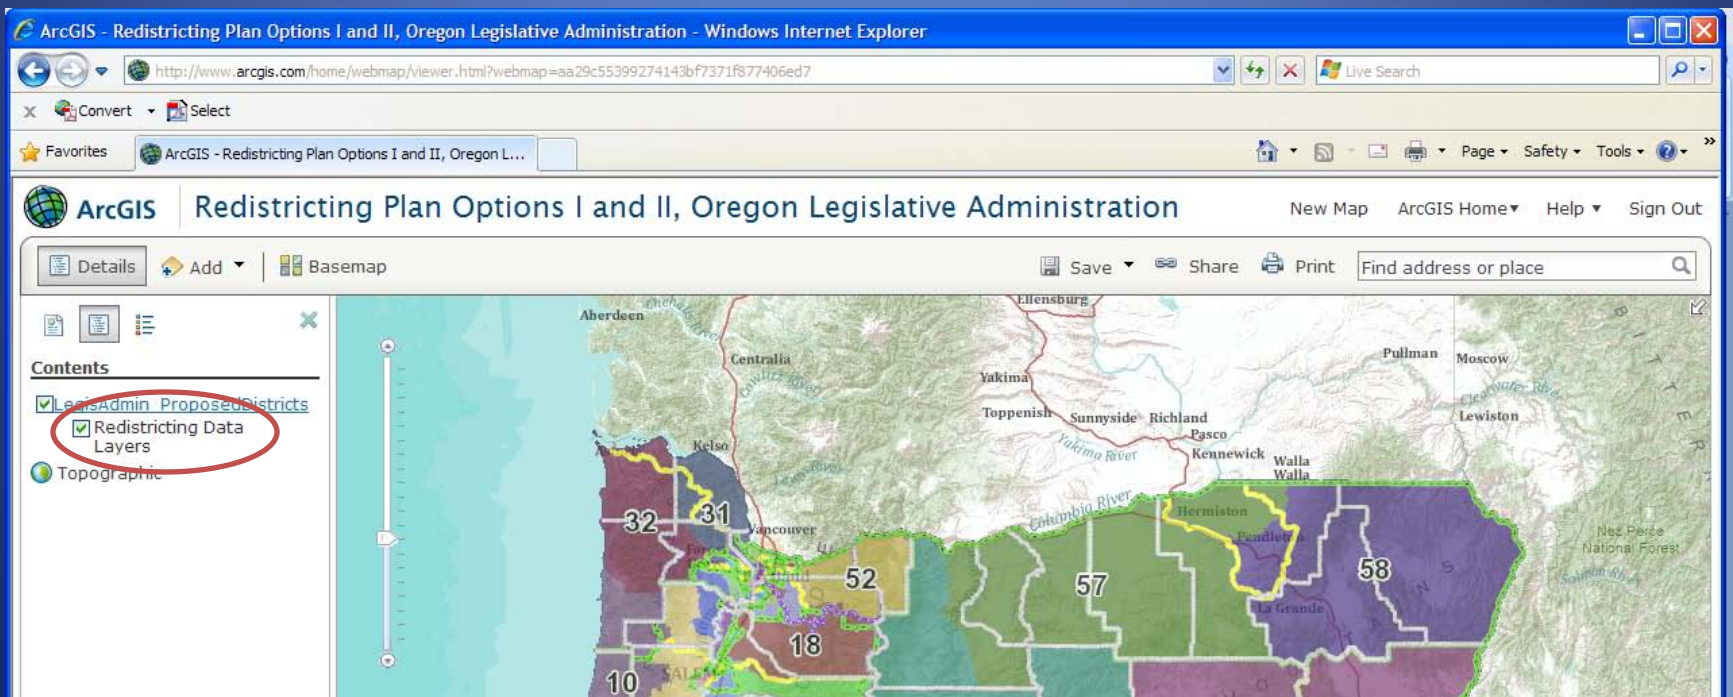 ArcGIS - Redistricting Plan Options I and II, Oregon Legislative Administration - Windows Internet Explorer
http://www.arcgis.com/home/webmap/viewer.html?webmap=aa29c55399274143bf7371f877406ed7
Live Search
x Convert Select
Favorites ArcGIS - Redistricting Plan Options I and II, Oregon L... Page Safety Tools »
ArcGIS Redistricting Plan Options I and II, Oregon Legislative Administration New Map ArcGIS Home Help Sign Out
Details Add Basemap Save Share Print Find address or place
Contents
LegisAdmin_ProposedDistricts
Redistricting Data
Layers
Topographic
Ellensburg
Aberdeen
Centralia
Pullman
Moscow
Yakima
Toppenish
Sunnyside
Richland
Lewiston
Pasco
Kelso
Yakima River
Kennewick
Walla
Walla
Columbia River
Hermiston
32
31
Vancouver
Pendleton
Nez Perce
National Forest
52
57
58
Salmon Rive
La Grande
18
10
SALEM